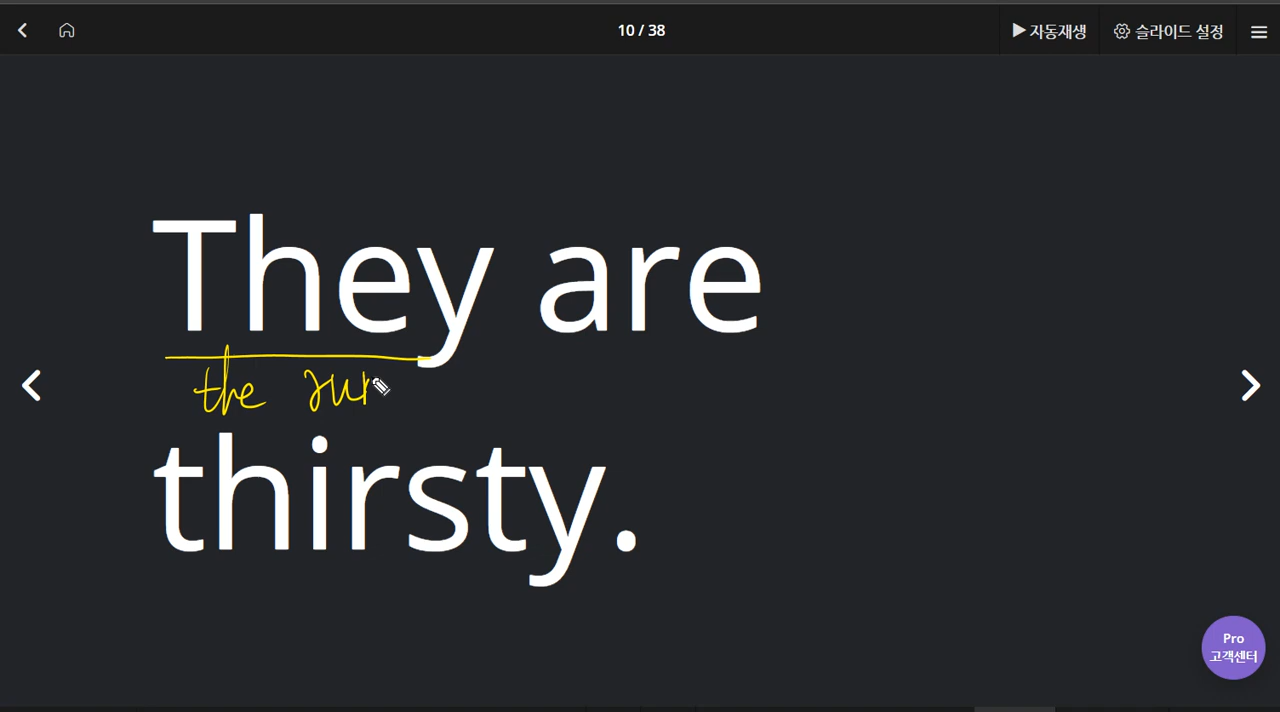 10 / 38
▶ 자동재생
슬라이드 설정
They are
the
thirsty.
Pro
고객센터